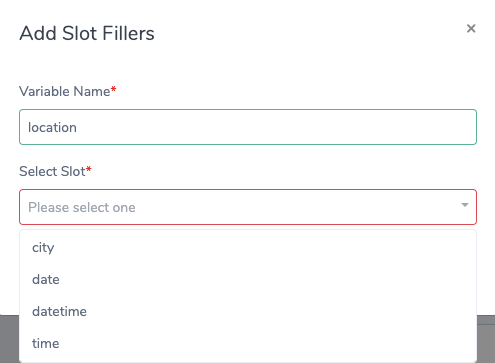 Add Slot Fillers ×
Variable Name*
location
Select Slot*
Please select one
city
date
datetime
time